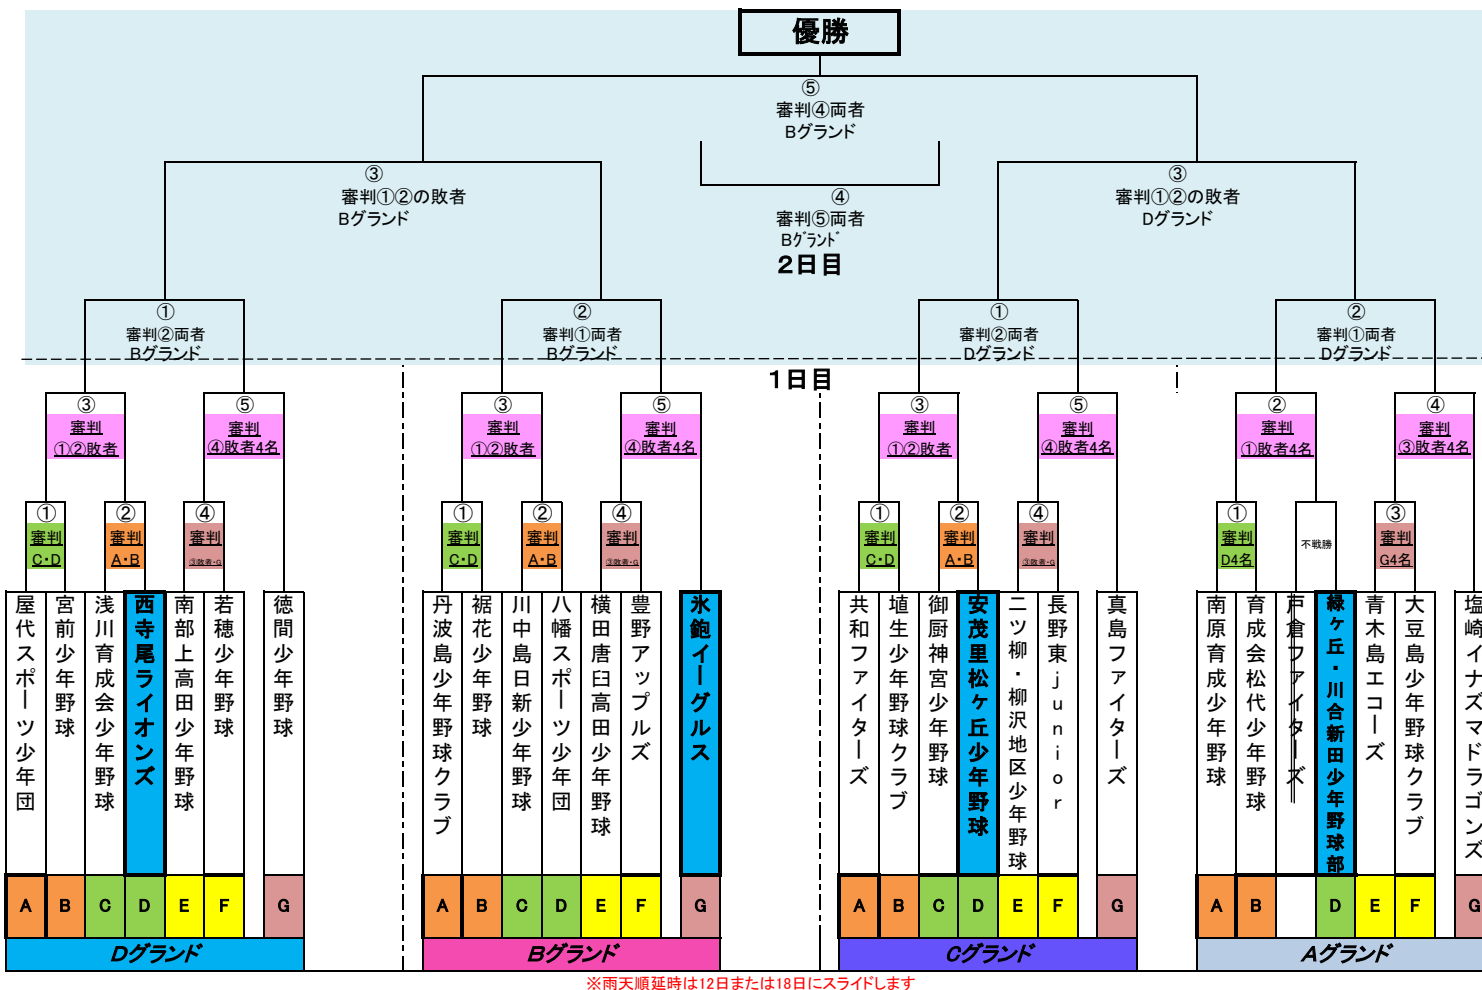 優勝
⑤
審判④両者
Bグランド
③
審判①②の敗者
Bグランド
④
審判⑤両者
Bグランド
2日目
③
審判①②の敗者
Dグランド
①
審判②両者
Bグランド
②
審判①両者
Bグランド
①
審判②両者
Dグランド
②
審判①両者
Dグランド
1日目
③
審判
①②敗者
⑤
審判
④敗者4名
③
審判
①②敗者
⑤
審判
④敗者4名
③
審判
①②敗者
⑤
審判
④敗者4名
②
審判
①敗者4名
④
審判
③敗者4名
①
審判
C・D
②
審判
A・B
④
審判
③敗者・G
①
審判
C・D
②
審判
A・B
④
審判
③敗者・G
①
審判
C・D
②
審判
A・B
④
審判
③敗者・G
①
審判
D4名
不戦勝
③
審判
G4名
屋代スポーツ少年団
宮前少年野球
浅川育成会少年野球
西寺尾ライオンズ
南部上高田少年野球
若穂少年野球
徳間少年野球
丹波島少年野球クラブ
裾花少年野球
川中島日新少年野球
八幡スポーツ少年団
横田唐臼高田少年野球
豊野アップルズ
氷鉋イーグルス
共和ファイターズ
埴生少年野球クラブ
御厨神宮少年野球
安茂里松ヶ丘少年野球
二ツ柳・柳沢地区少年野球
長野東junior
真島ファイターズ
南原育成少年野球
育成会松代少年野球
戸倉ファイターズ
緑ヶ丘・川合新田少年野球部
青木島エコーズ
大豆島少年野球クラブ
塩崎イナズマドラゴンズ
A B C D E F G
A B C D E F G
A B C D E F G
A B D E F G
Dグランド
Bグランド
Cグランド
Aグランド
※雨天順延時は12日または18日にスライドします